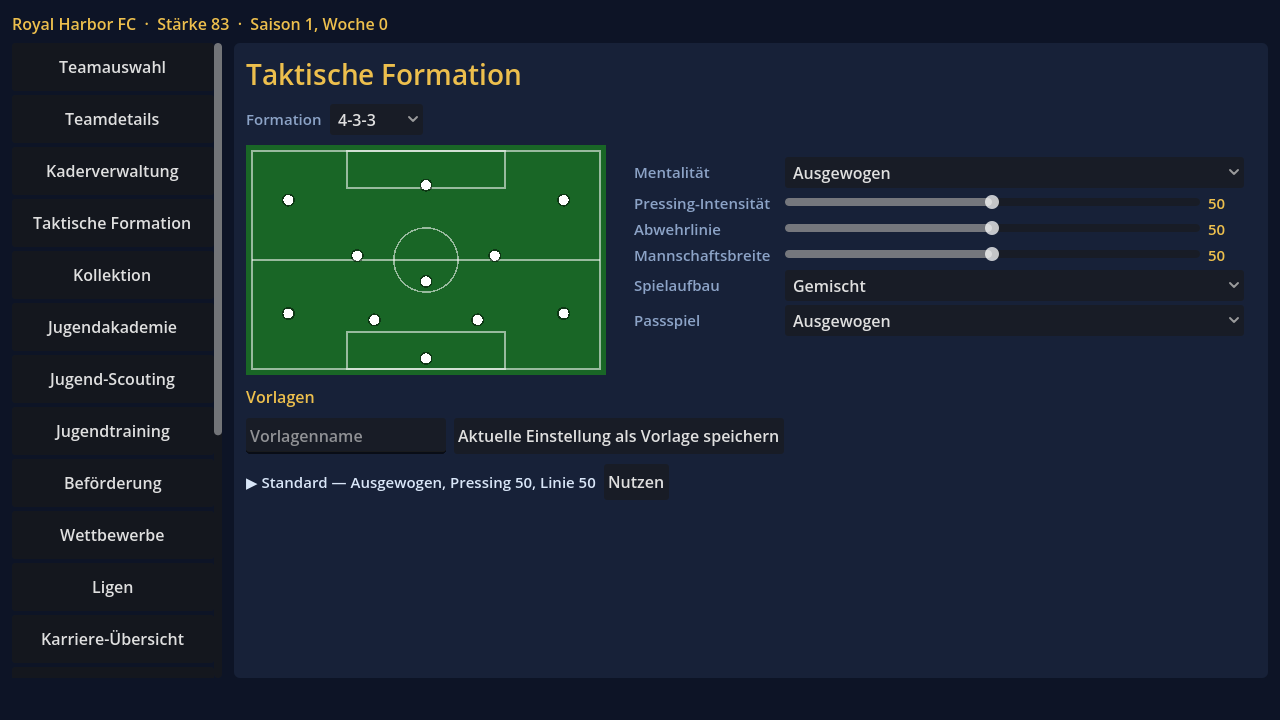 Royal Harbor FC · Stärke 83 · Saison 1, Woche 0
Teamauswahl
Teamdetails
Kaderverwaltung
Taktische Formation
Kollektion
Jugendakademie
Jugend-Scouting
Jugendtraining
Beförderung
Wettbewerbe
Ligen
Karriere-Übersicht
Taktische Formation
Formation 4-3-3
Mentalität Ausgewogen
Pressing-Intensität 50
Abwehrlinie 50
Mannschaftsbreite 50
Spielaufbau Gemischt
Passspiel Ausgewogen
Vorlagen
Vorlagenname Aktuelle Einstellung als Vorlage speichern
▶ Standard — Ausgewogen, Pressing 50, Linie 50 Nutzen